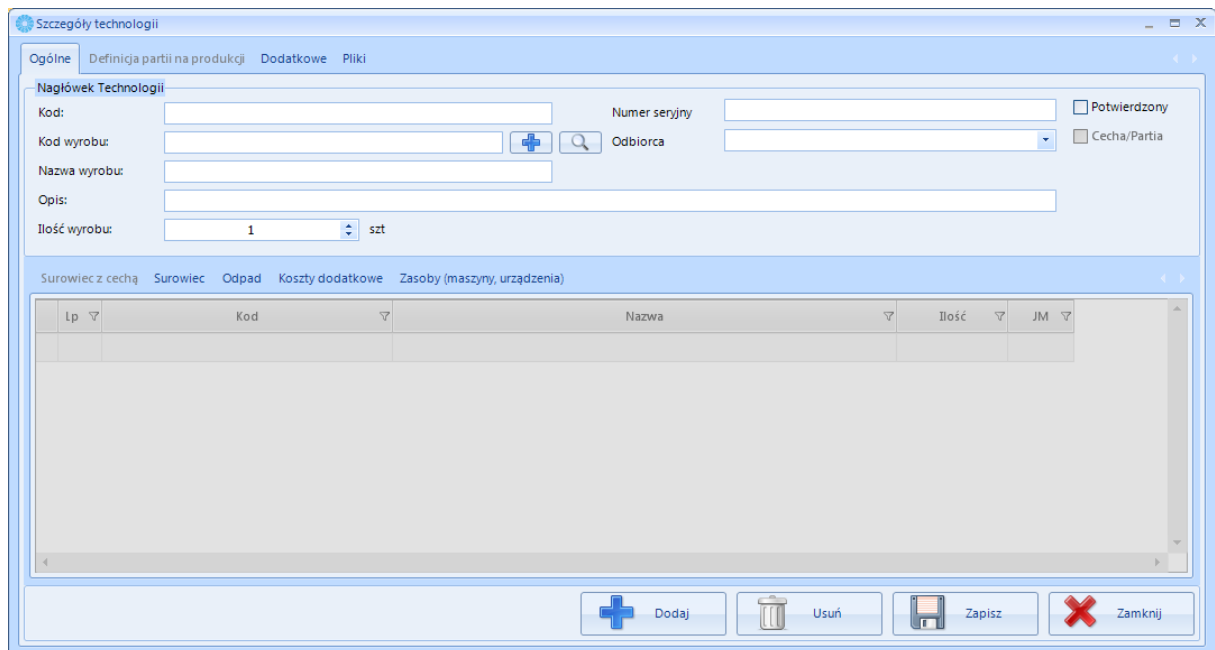 Szczegóły technologii
Ogólne Definicja partii na produkcji Dodatkowe Pliki
Nagłówek Technologii
Kod: Numer seryjny Potwierdzony
Kod wyrobu: Odbiorca Cecha/Partia
Nazwa wyrobu:
Opis:
Ilość wyrobu: 1 szt
Surowiec z cechą Surowiec Odpad Koszty dodatkowe Zasoby (maszyny, urządzenia)
Lp Kod Nazwa Ilość JM
Dodaj Usuń Zapisz Zamknij